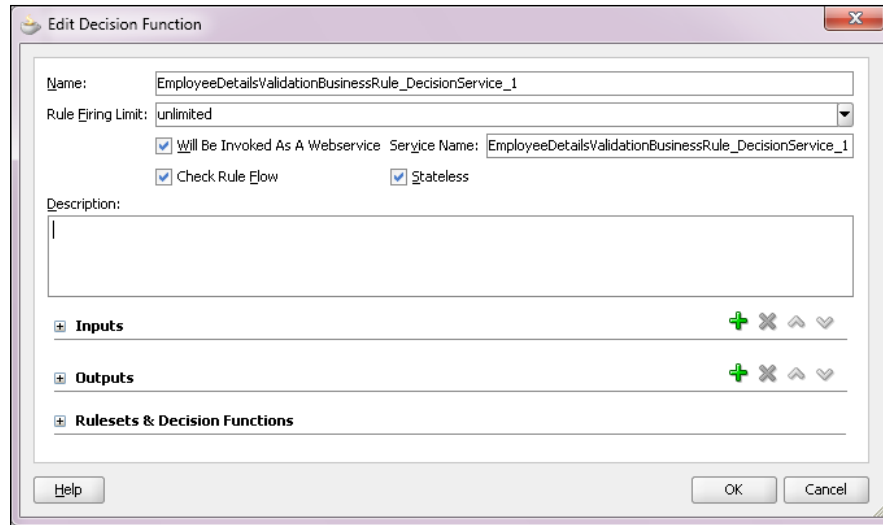 Edit Decision Function
Name: EmployeeDetailsValidationBusinessRule_DecisionService_1
Rule Firing Limit: unlimited
Will Be Invoked As A Webservice Service Name: EmployeeDetailsValidationBusinessRule_DecisionService_1
Check Rule Flow Stateless
Description:
Inputs
Outputs
Rulesets & Decision Functions
Help OK Cancel